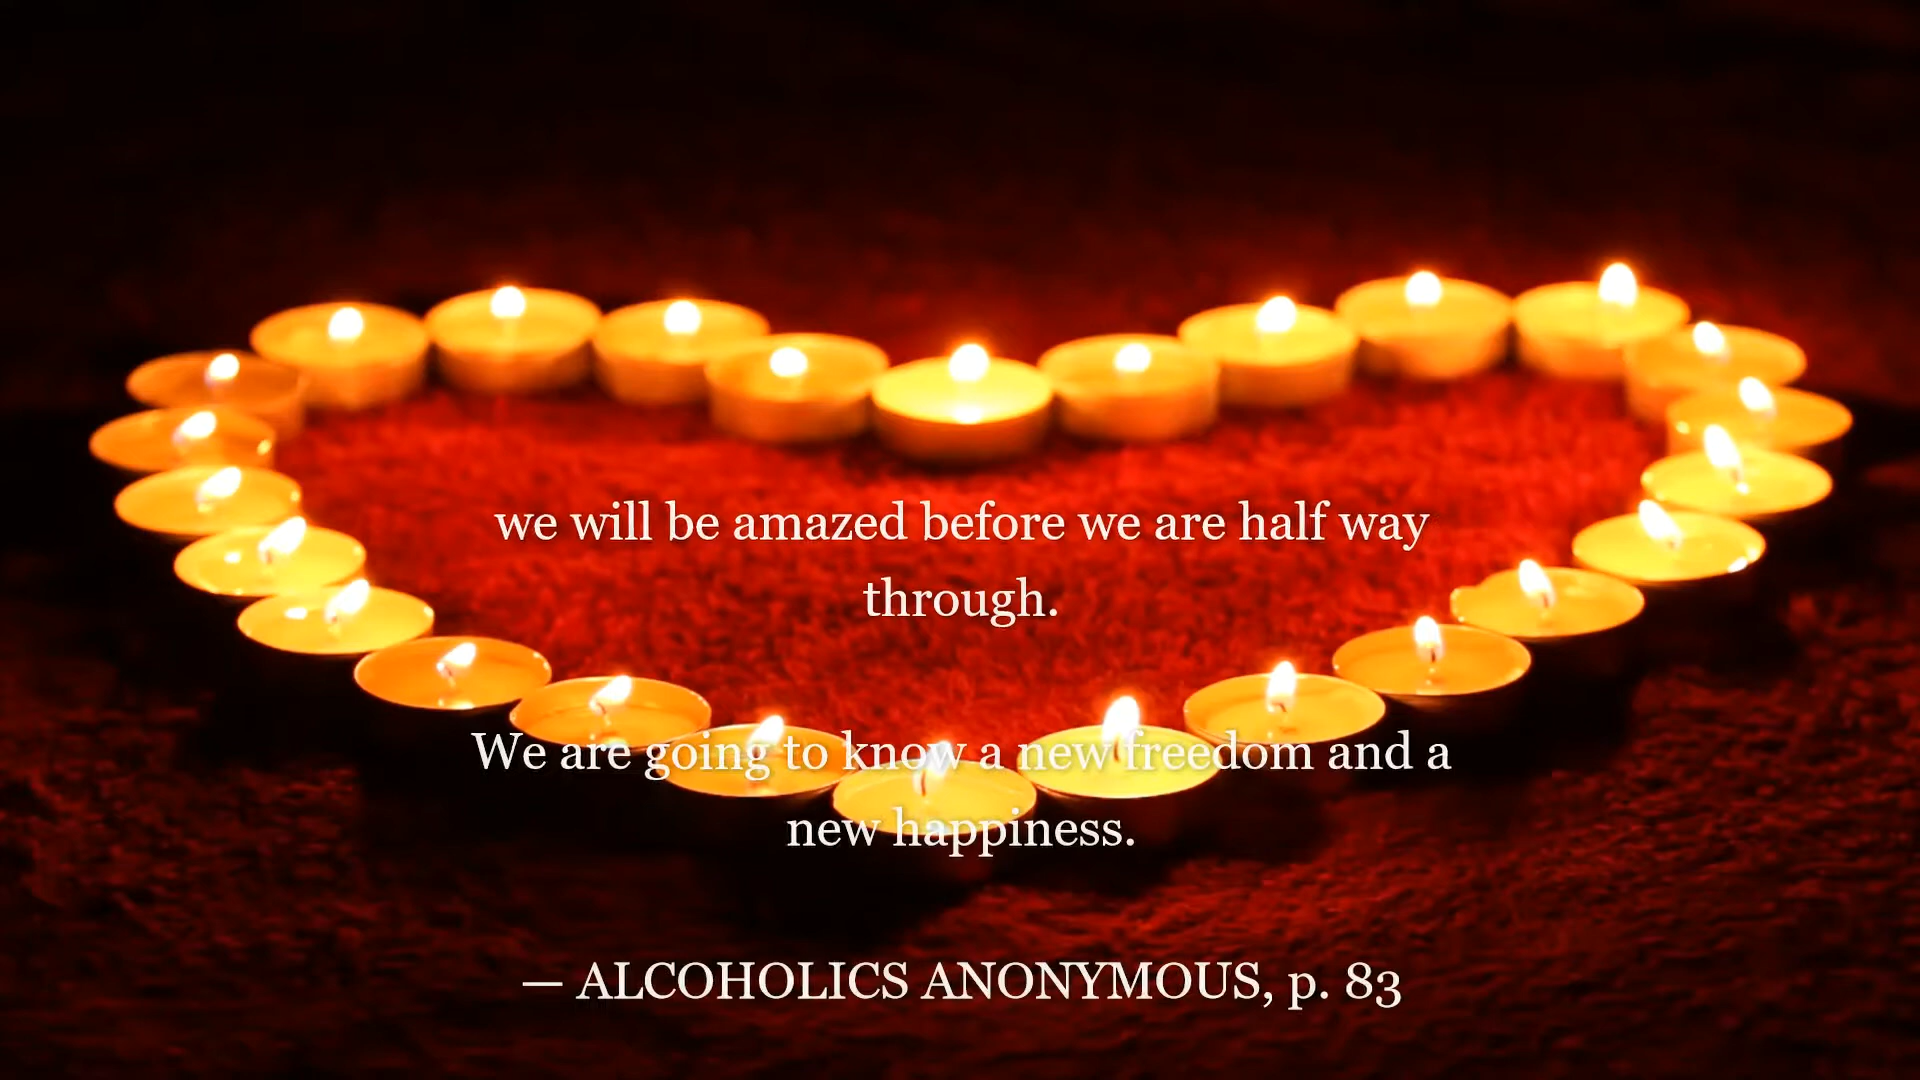 we will be amazed before we are half way
through.
We are going to know a new freedom and a
new happiness.
— ALCOHOLICS ANONYMOUS, p. 83